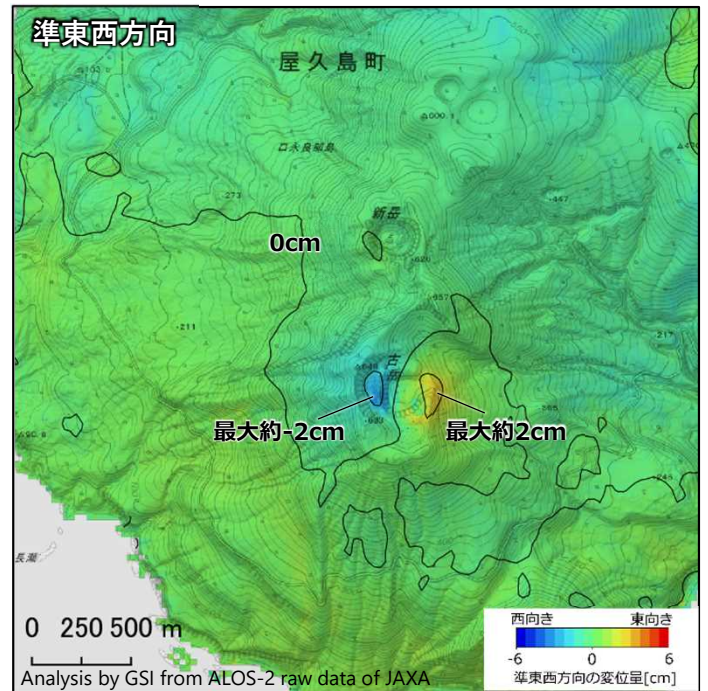 準東西方向
屋久島町
口永良部島
新岳
0cm
古岳
最大約-2cm
最大約2cm
長瀬
0 250 500 m
西向き 東向き
-6 0 6
準東西方向の変位量[cm]
Analysis by GSI from ALOS-2 raw data of JAXA